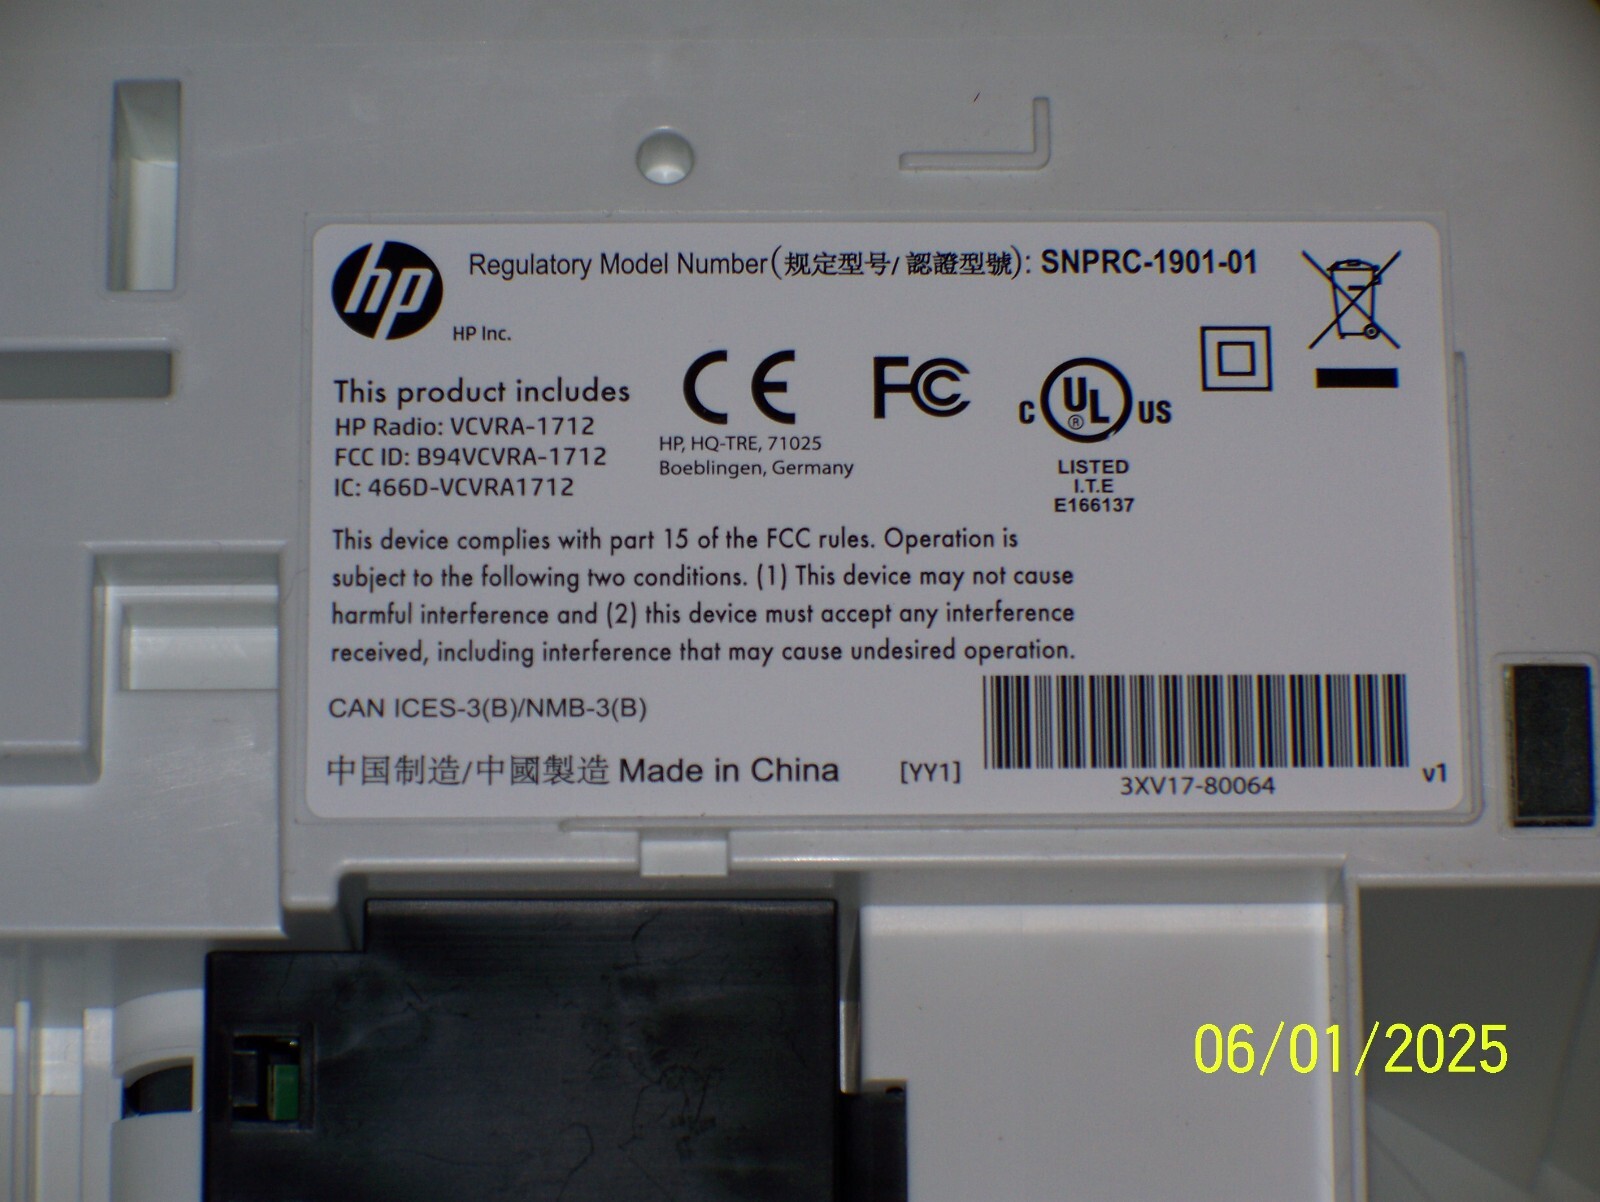 hp
Regulatory Model Number(规定型号/ 認證型號): SNPRC-1901-01
HP Inc.
This product includes
HP Radio: VCVRA-1712
FCC ID: B94VCVRA-1712
IC: 466D-VCVRA1712
CE
HP, HQ-TRE, 71025
Boeblingen, Germany
FC
C UL ® US
LISTED
I.T.E
E166137
This device complies with part 15 of the FCC rules. Operation is
subject to the following two conditions. (1) This device may not cause
harmful interference and (2) this device must accept any interference
received, including interference that may cause undesired operation.
CAN ICES-3(B)/NMB-3(B)
中国制造/中國製造 Made in China
[YY1]
3XV17-80064
v1
06/01/2025